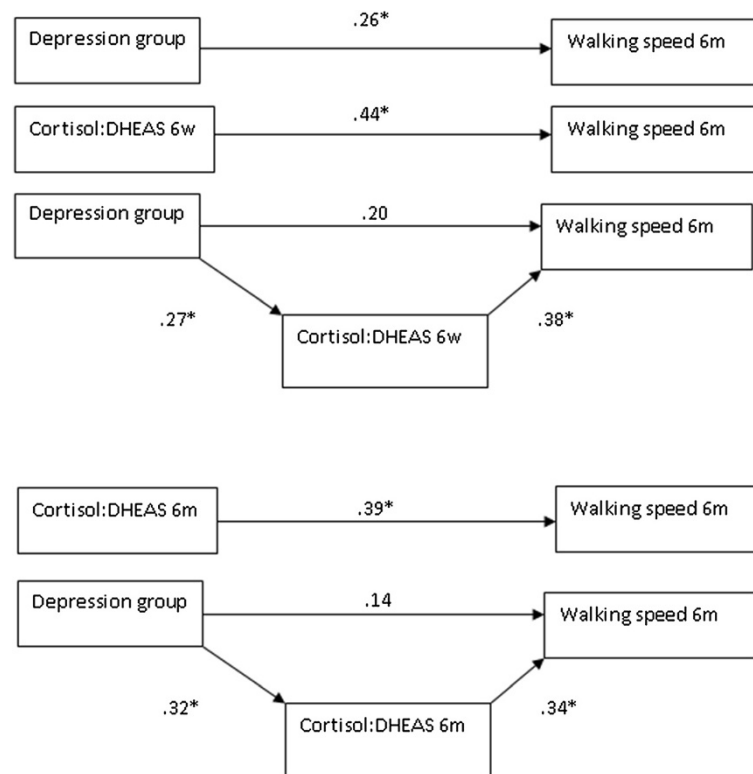 .26*
Depression group
Walking speed 6m
.44*
Cortisol:DHEAS 6w
Walking speed 6m
Depression group
.20
Walking speed 6m
.27*
Cortisol:DHEAS 6w
.38*
Cortisol:DHEAS 6m
.39*
Walking speed 6m
Depression group
.14
Walking speed 6m
.32*
Cortisol:DHEAS 6m
.34*